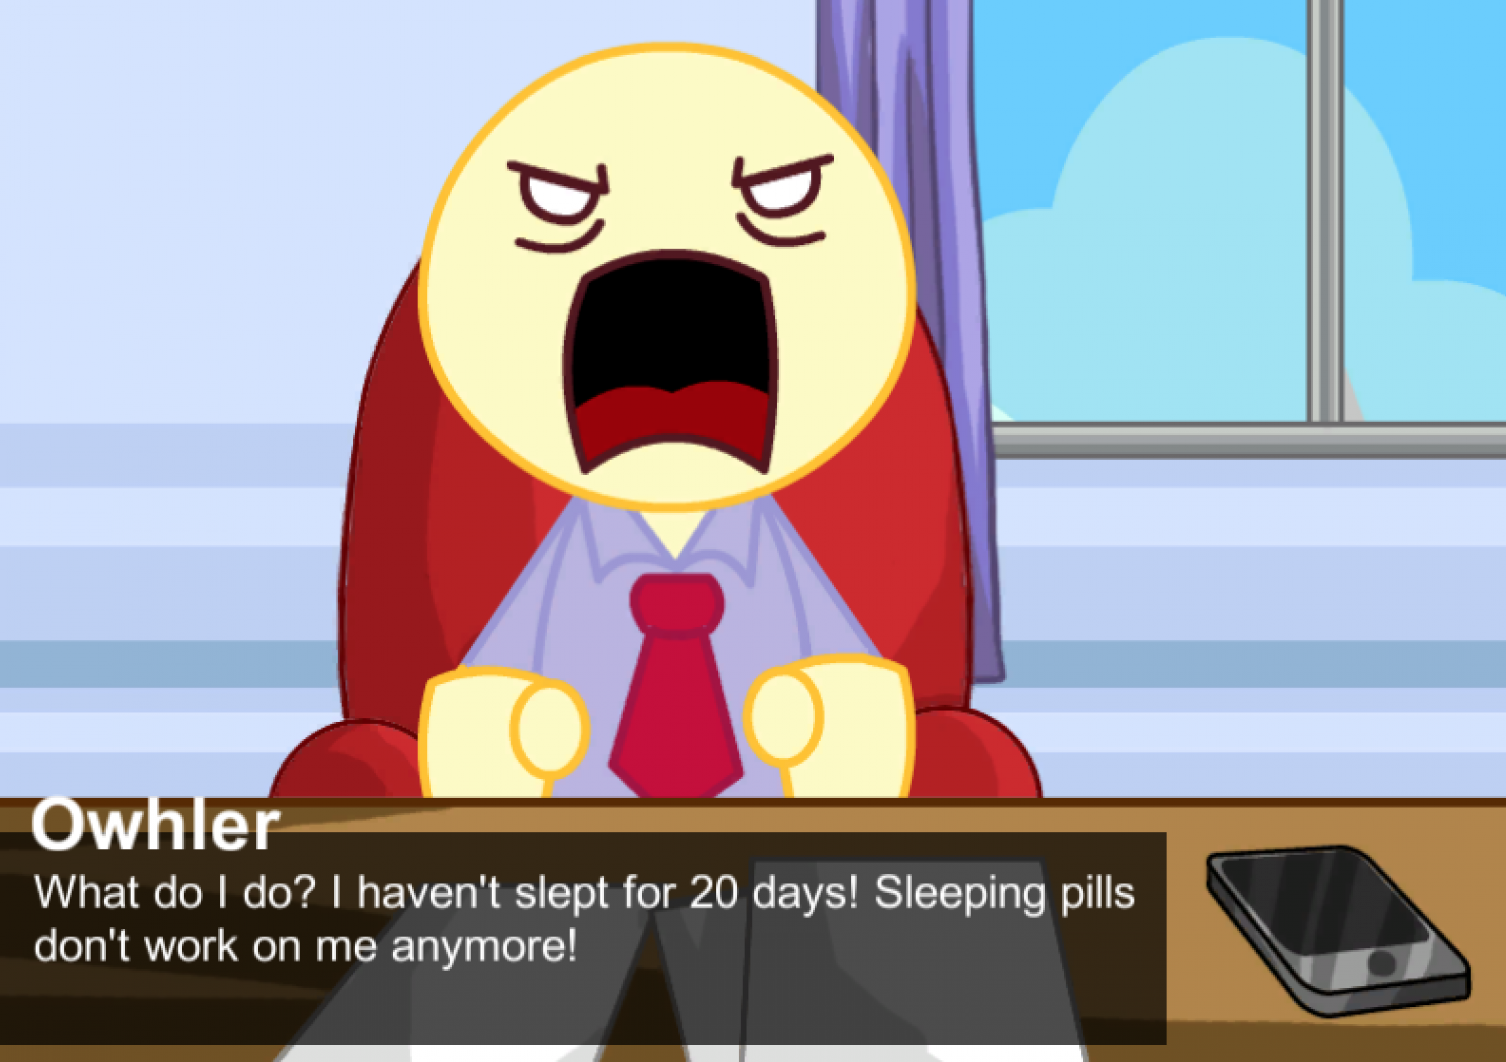 Owhler
What do I do? I haven't slept for 20 days! Sleeping pills
don't work on me anymore!